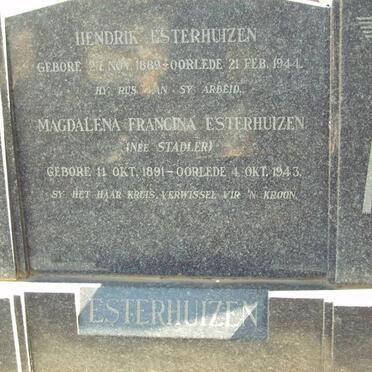 HENDRIK ESTERHUIZEN
GEBORE 27 NOV. 1889 – OORLEDE 21 FEB. 1944.
HY RUS VAN SY ARBEID.
MAGDALENA FRANCINA ESTERHUIZEN
(NEE STADLER)
GEBORE 11 OKT. 1891 – OORLEDE 4 OKT. 1943.
SY HET HAAR KRUIS, VERWISSEL VIR 'N KROON.
ESTERHUIZEN